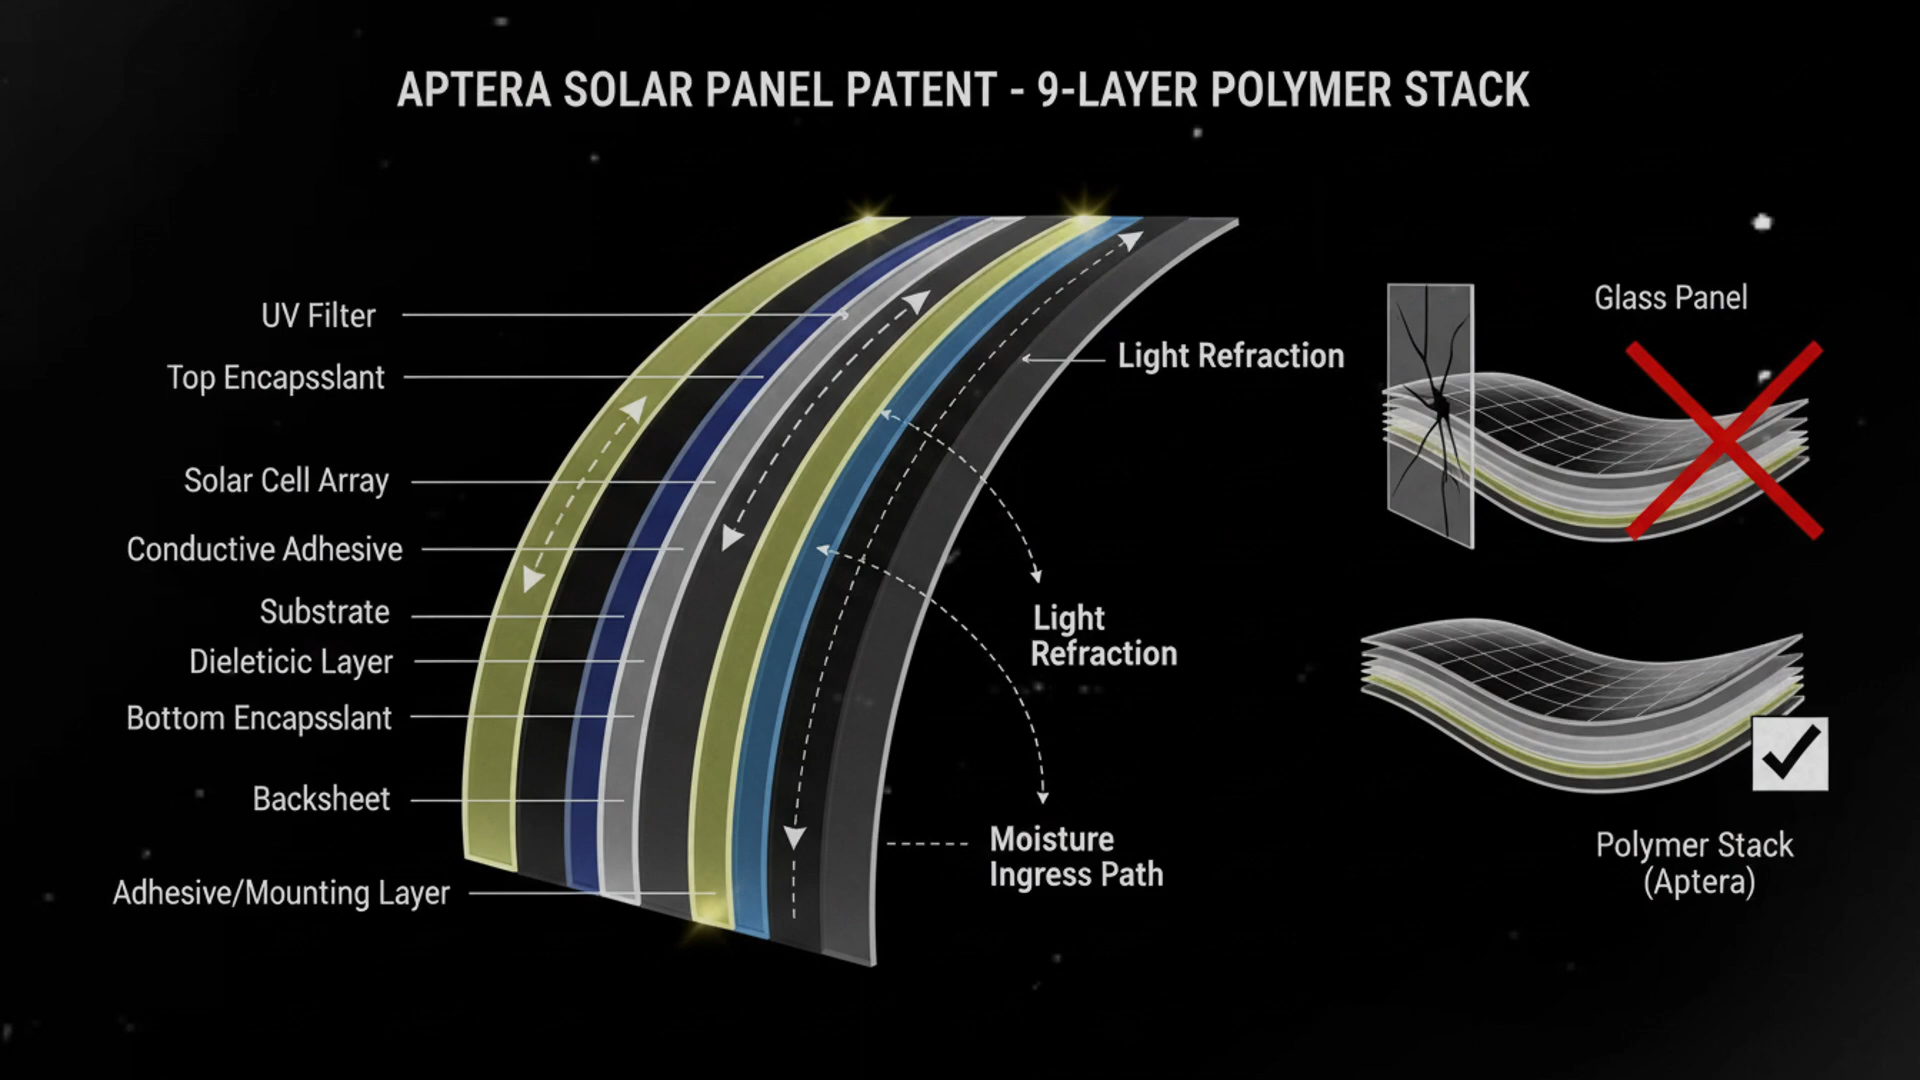 APTERA SOLAR PANEL PATENT - 9-LAYER POLYMER STACK
UV Filter
Top Encapsslant
Solar Cell Array
Conductive Adhesive
Substrate
Dieleticic Layer
Bottom Encapsslant
Backsheet
Adhesive/Mounting Layer
Light Refraction
Light
Refraction
Moisture
Ingress Path
Glass Panel
Polymer Stack
(Aptera)